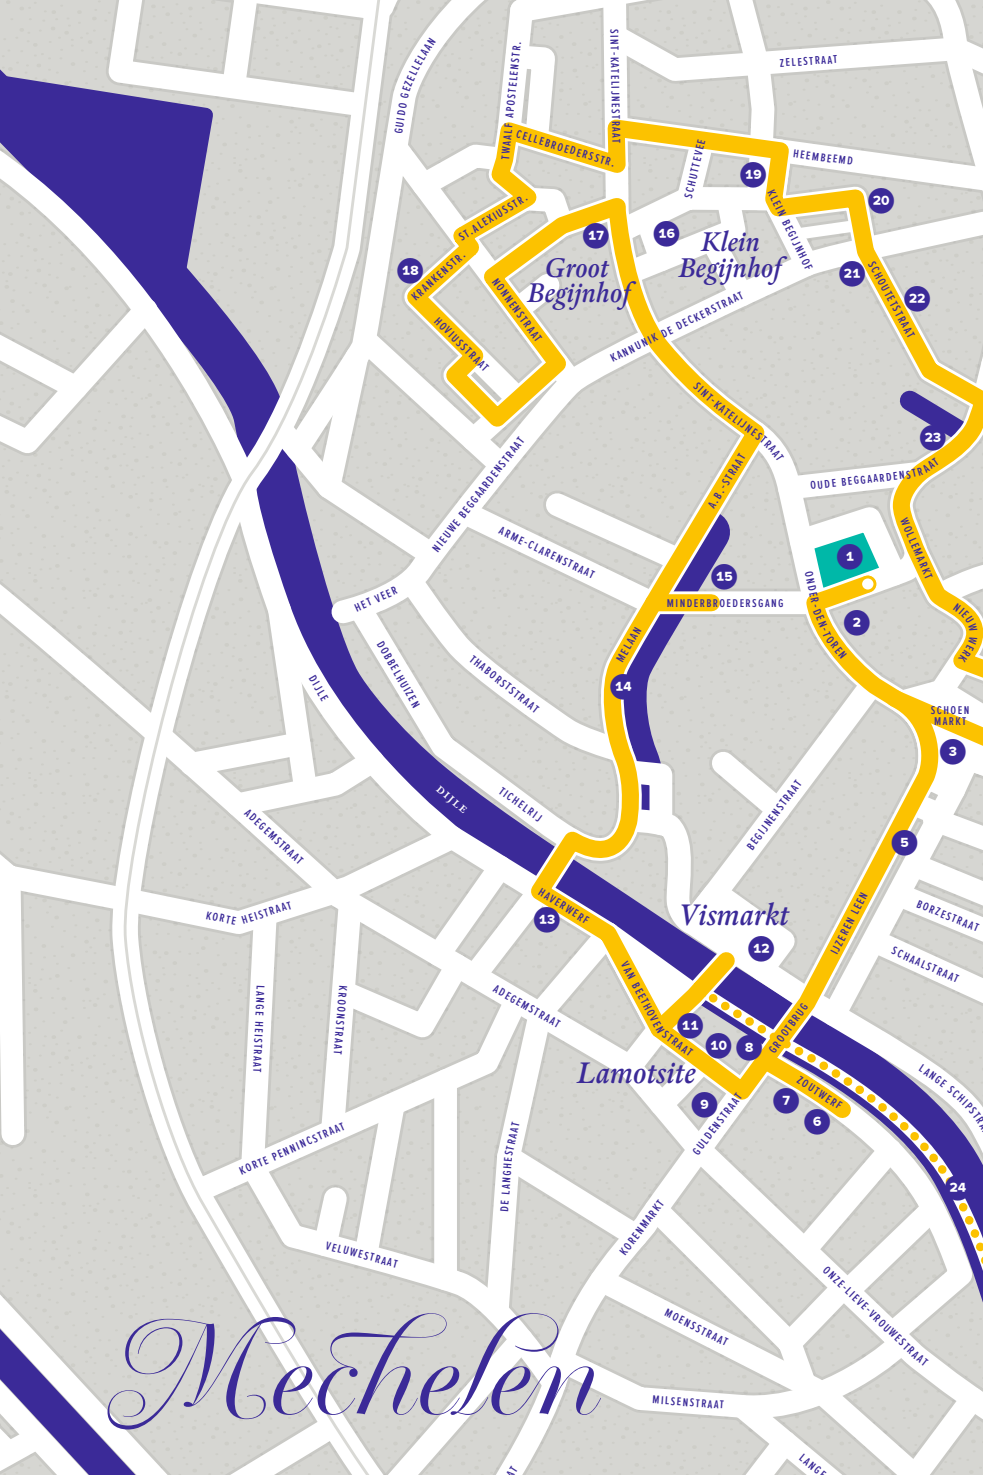 GUIDO GEZELLELAAN
TWAALF APOSTELENSTR.
SINT-KATELIJNESTRAAT
ZELESTRAAT
CELLEBROEDERSSTR.
SCHUTTEVEE
HEEMBEEMD
19
KLEIN BEGIJNHOF
20
ST.ALEXIUSSTR.
17
16
Klein
Begijnhof
18
KRANKENSTR.
Groot
Begijnhof
21
22
SCHOUTETSTRAAT
NONNENSTRAAT
HOVIUSSTRAAT
KANNUNIK DE DECKERSTRAAT
SINT-KATELIJNESTRAAT
23
NIEUWE BEGGAARDENSTRAAT
A.B.-STRAAT
OUDE BEGGAARDENSTRAAT
ARME-CLARENSTRAAT
WOLLEMARKT
1
15
HET VEER
MINDERBROEDERSGANG
ONDER-DEN-TOREN
2
NIEUW WERK
MELAAN
DOBBELHUIZEN
THABORSTSTRAAT
DIJLE
14
SCHOEN
MARKT
3
DIJLE
TICHELRIJ
BEGIJNENSTRAAT
ADEGEMSTRAAT
5
KORTE HEISTRAAT
HAVERWERF
13
Vismarkt
12
IJZEREN LEEN
BORZESTRAAT
SCHAALSTRAAT
VAN BEETHOVENSTRAAT
LANGE HEISTRAAT
KROONSTRAAT
ADEGEMSTRAAT
11
10
8
GROOTBRUG
Lamotsite
ZOUTWERF
LANGE SCHIPSTRA
9
7
6
GULDENSTRAAT
KORTE PENNINCSTRAAT
DE LANGHESTRAAT
24
KORENMARKT
VELUWESTRAAT
ONZE-LIEVE-VROUWESTRAAT
MOENSSTRAAT
Mechelen
MILSENSTRAAT
LANGE
AT